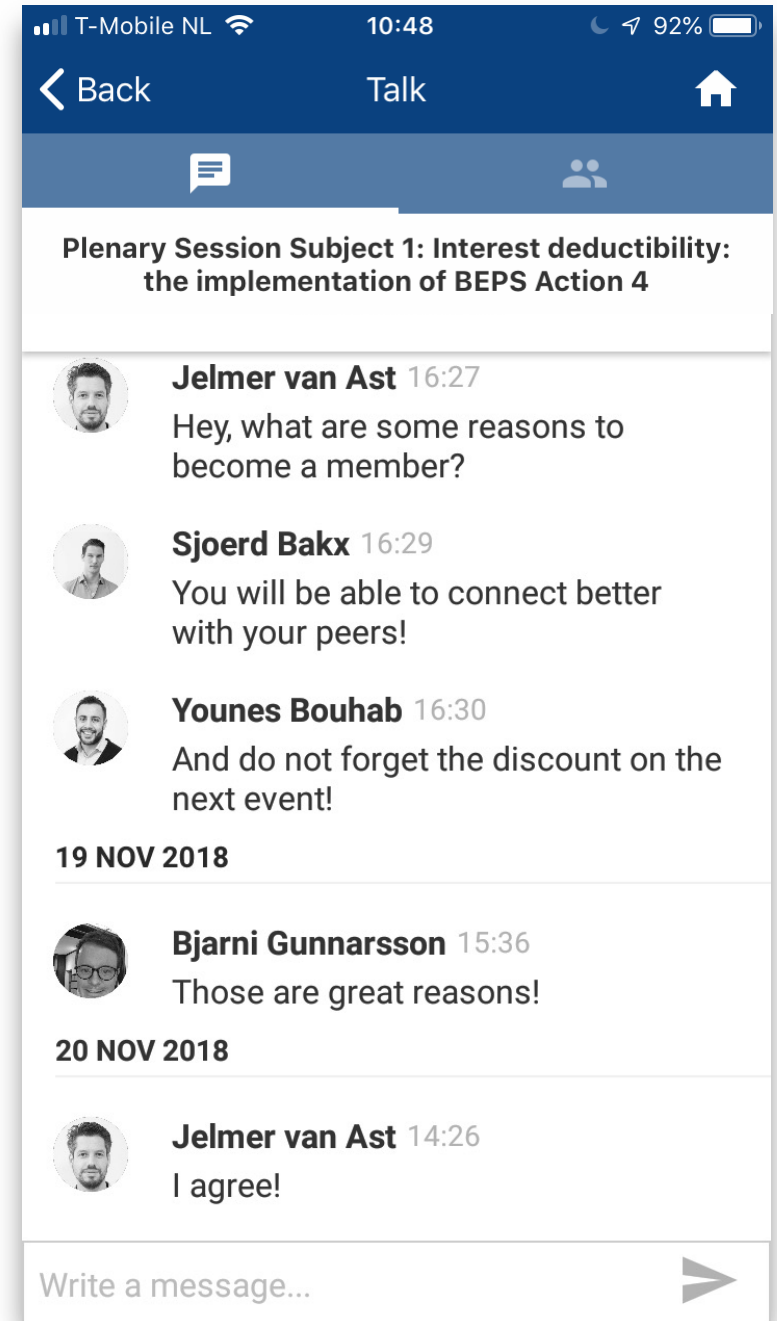 T-Mobile NL 10:48 92%
Back Talk
Plenary Session Subject 1: Interest deductibility:
the implementation of BEPS Action 4
Jelmer van Ast 16:27
Hey, what are some reasons to
become a member?
Sjoerd Bakx 16:29
You will be able to connect better
with your peers!
Younes Bouhab 16:30
And do not forget the discount on the
next event!
19 NOV 2018
Bjarni Gunnarsson 15:36
Those are great reasons!
20 NOV 2018
Jelmer van Ast 14:26
I agree!
Write a message...